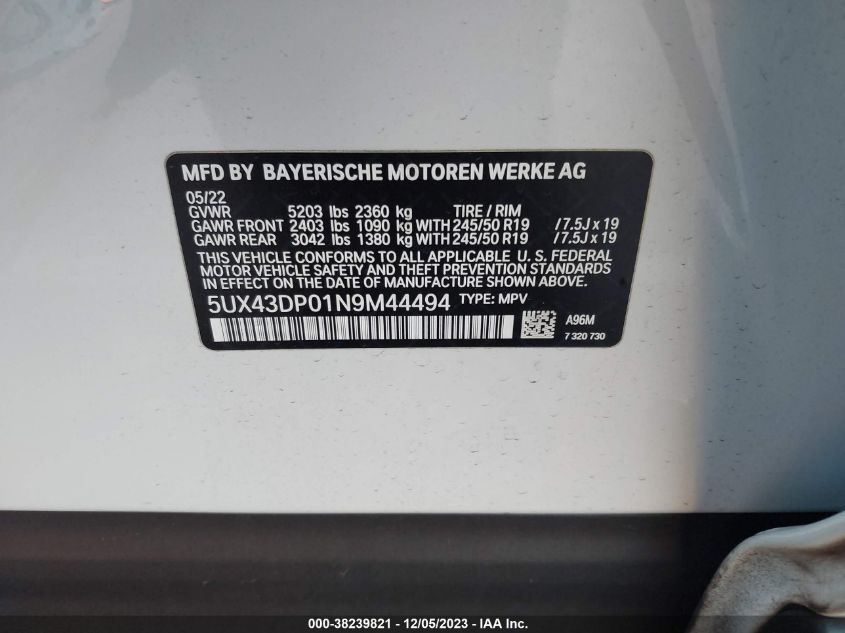 MFD BY BAYERISCHE MOTOREN WERKE AG
05/22
GVWR 5203 lbs 2360 kg TIRE / RIM
GAWR FRONT 2403 lbs 1090 kg WITH 245/50 R19 /7.5J x 19
GAWR REAR 3042 lbs 1380 kg WITH 245/50 R19 /7.5J x 19
THIS VEHICLE CONFORMS TO ALL APPLICABLE U. S. FEDERAL
MOTOR VEHICLE SAFETY AND THEFT PREVENTION STANDARDS
IN EFFECT ON THE DATE OF MANUFACTURE SHOWN ABOVE.
5UX43DP01N9M44494 TYPE: MPV
A96M
7 320 730
000-38239821 - 12/05/2023 - IAA Inc.